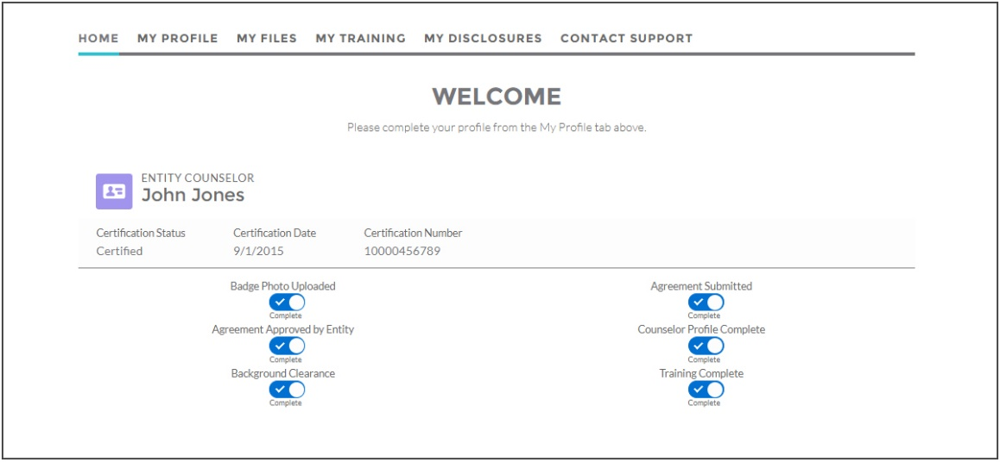 HOME MY PROFILE MY FILES MY TRAINING MY DISCLOSURES CONTACT SUPPORT
WELCOME
Please complete your profile from the My Profile tab above.
ENTITY COUNSELOR
John Jones
Certification Status Certification Date Certification Number
Certified 9/1/2015 10000456789
Badge Photo Uploaded Agreement Submitted
Complete Complete
Agreement Approved by Entity Counselor Profile Complete
Complete Complete
Background Clearance Training Complete
Complete Complete